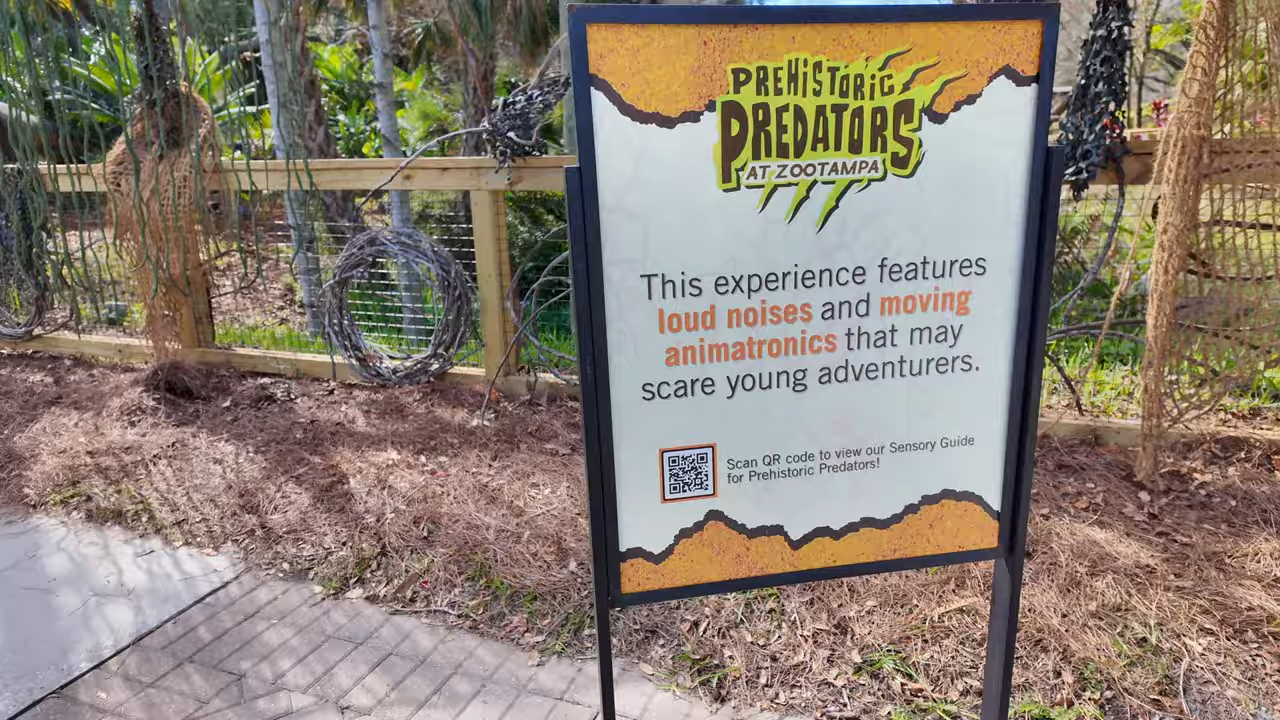 PREHISTORIC
PREDATORS
AT ZOOTAMPA
This experience features
loud noises and moving
animatronics that may
scare young adventurers.
Scan QR code to view our Sensory Guide
for Prehistoric Predators!